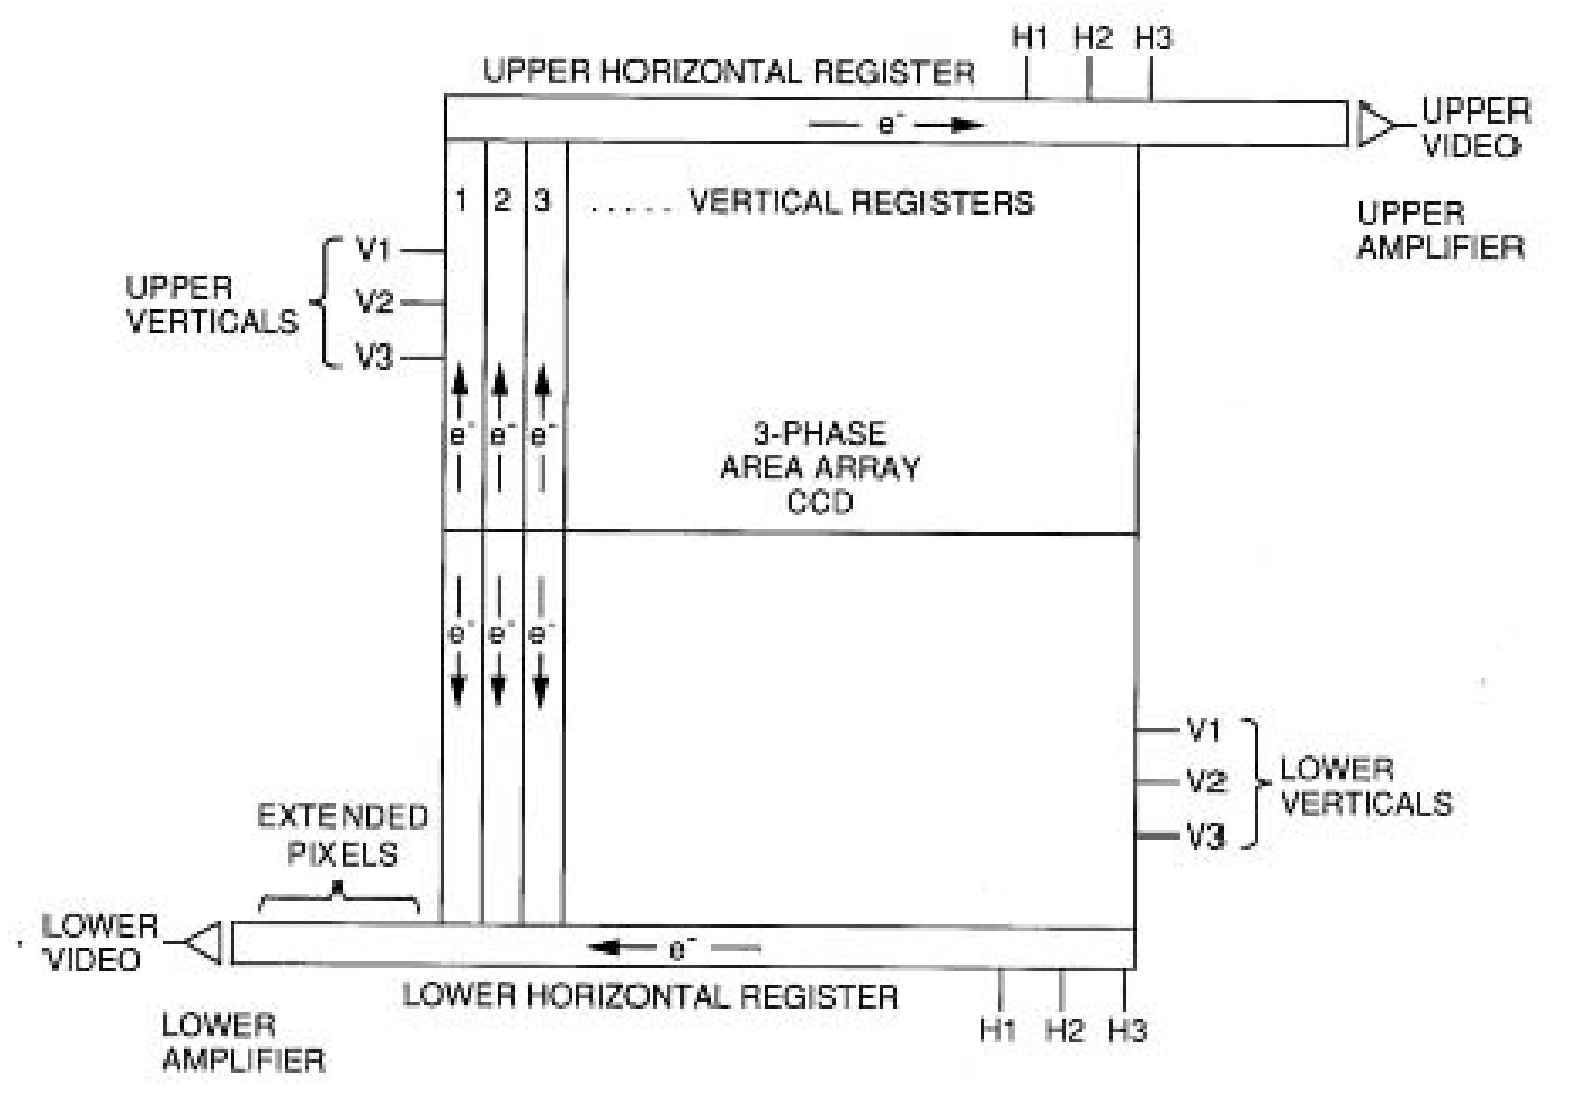 H1 H2 H3
UPPER HORIZONTAL REGISTER
e- 
UPPER
VIDEO
1 2 3 ..... VERTICAL REGISTERS
UPPER
AMPLIFIER
V1
UPPER
VERTICALS
V2
V3
e- e- e-
3-PHASE
AREA ARRAY
CCD
e- e- e-
V1
V2
V3
LOWER
VERTICALS
EXTENDED
PIXELS
LOWER
VIDEO
e-
LOWER HORIZONTAL REGISTER
LOWER
AMPLIFIER
H1 H2 H3